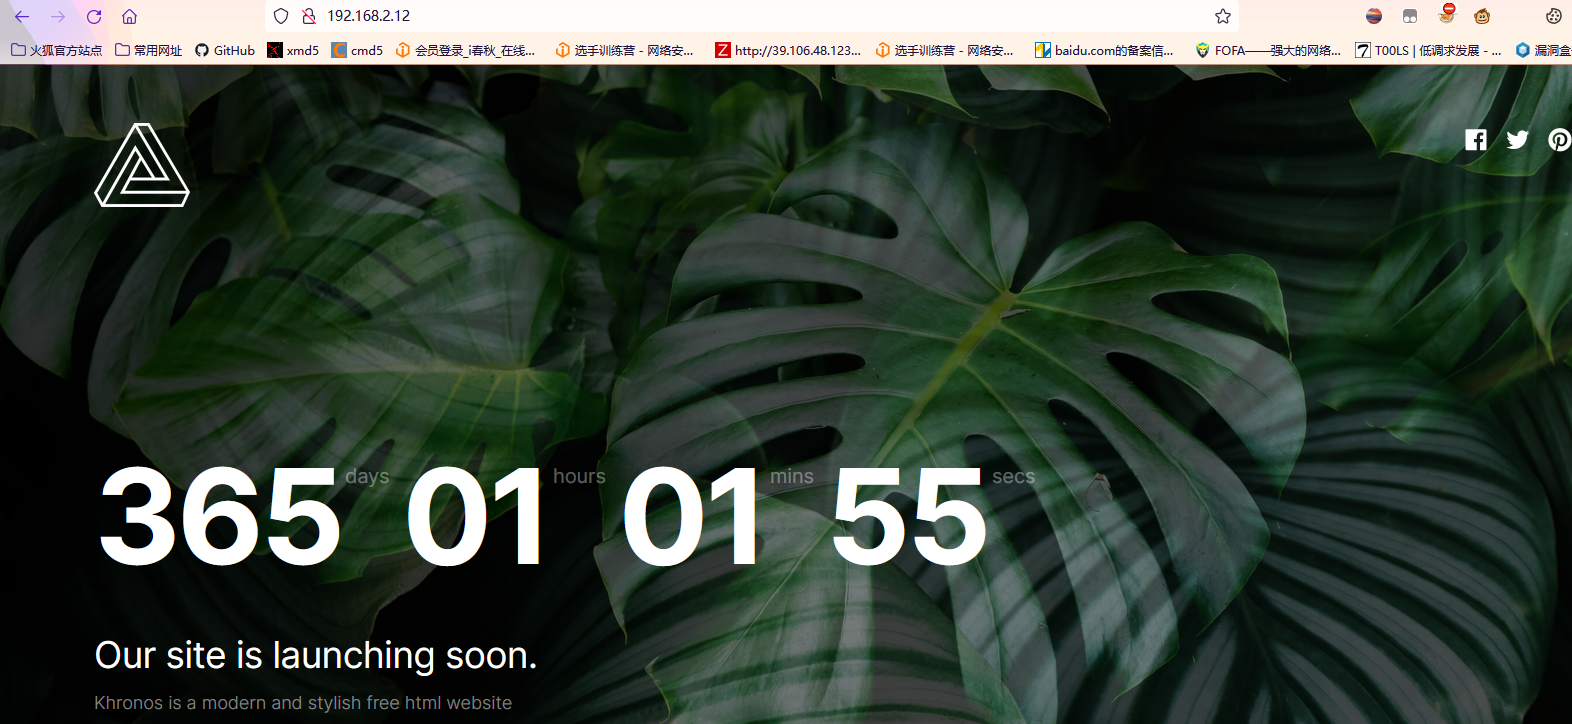 192.168.2.12
火狐官方站点 常用网址 GitHub xmd5 cmd5 会员登录_i春秋_在线... 选手训练营 - 网络安... http://39.106.48.123... 选手训练营 - 网络安... baidu.com的备案信... FOFA——强大的网络... T00LS | 低调求发展 - ... 漏洞盒
365 days 01 hours 01 mins 55 secs
Our site is launching soon.
Khronos is a modern and stylish free html website